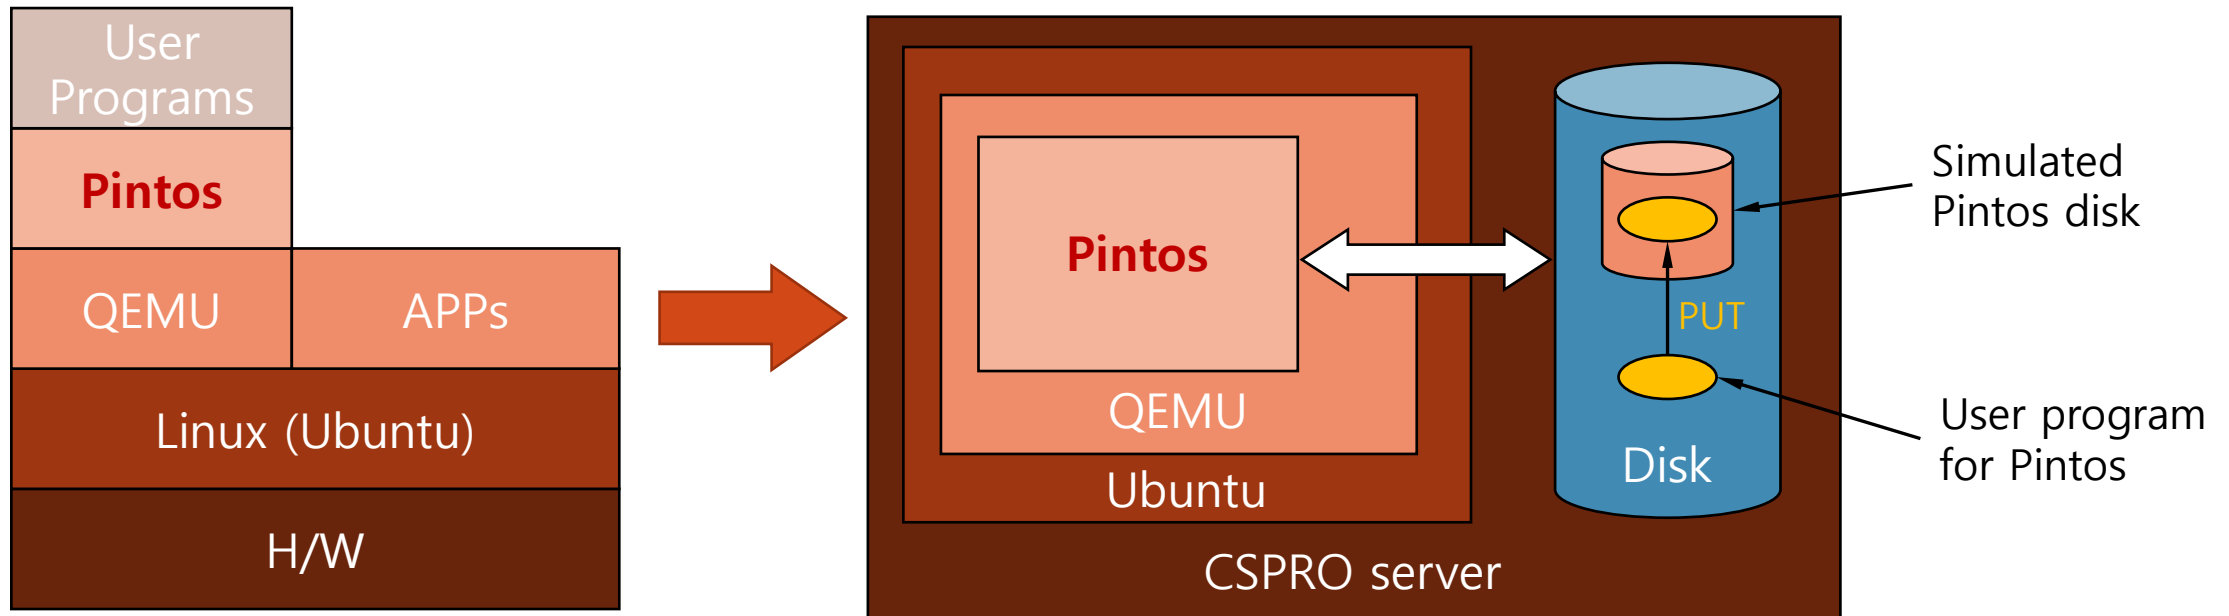 User
Programs
Pintos
QEMU
APPs
Linux (Ubuntu)
H/W
Pintos
QEMU
Ubuntu
CSPRO server
PUT
Disk
Simulated
Pintos disk
User program
for Pintos